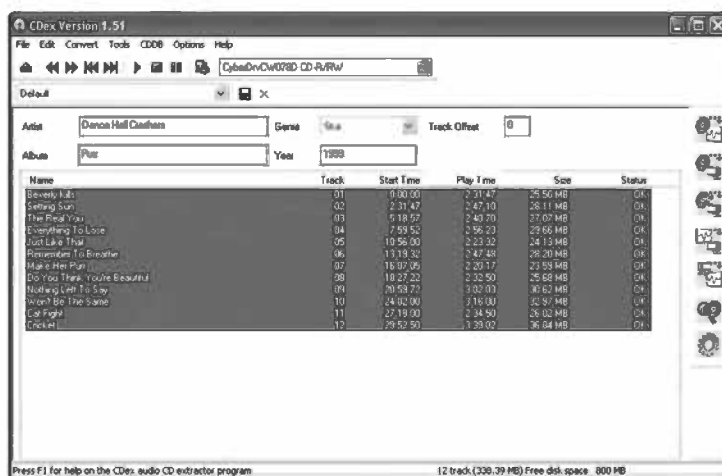 CDex Version 1.51
File Edit Convert Tools CDDB Options Help
CyberDrvCW078D CD-R/RW
Default
Artist Dance Hall Crashers Genre Ska Track Offset 0
Album Purr Year 1999
Name Track Start Time Play Time Size Status
Beverly Kills 01 0:00.00 2:31.47 25.56 MB OK
Setting Sun 02 2:31.47 2:47.10 28.11 MB OK
The Real You 03 5:18.57 2:40.70 27.07 MB OK
Everything To Lose 04 7:59.52 2:56.23 29.66 MB OK
Just Like That 05 10:56.00 2:23.32 24.13 MB OK
Remember To Breathe 06 13:19.32 2:47.48 28.20 MB OK
Make Her Purr 07 16:07.05 2:20.17 23.59 MB OK
Do You Think You're Beautiful 08 18:27.22 2:32.50 25.68 MB OK
Nothing Left To Say 09 20:59.72 3:02.03 30.62 MB OK
Won't Be The Same 10 24:02.00 3:16.00 32.97 MB OK
Cat Fight 11 27:18.00 2:34.50 26.02 MB OK
Cricket 12 29:52.50 3:39.02 36.84 MB OK
Press F1 for help on the CDex audio CD extractor program 12 track (338.39 MB) Free disk space 800 MB